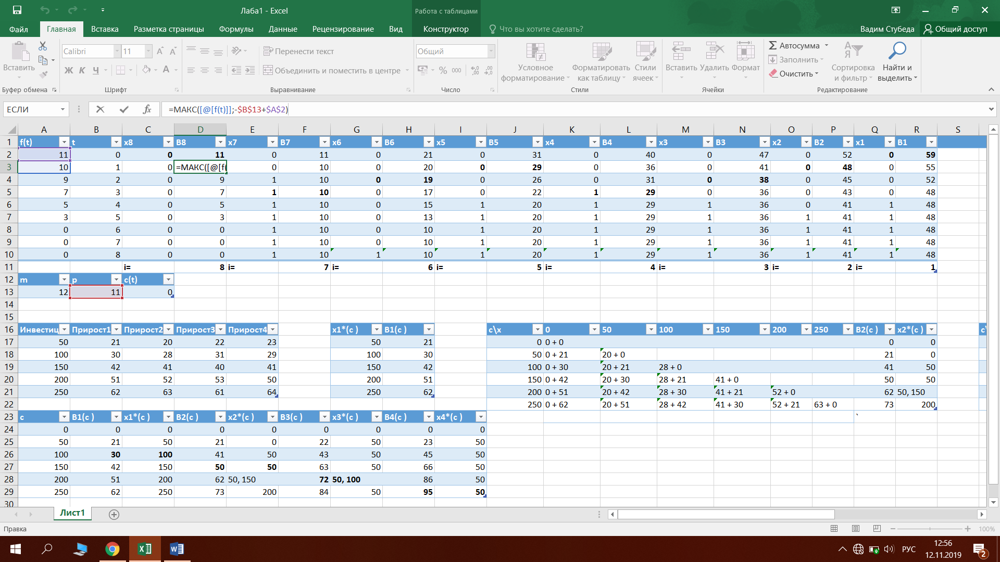 Лаба1 - Excel
Работа с таблицами
Файл Главная Вставка Разметка страницы Формулы Данные Рецензирование Вид Конструктор Что вы хотите сделать? Вадим Стубеда Общий доступ
Calibri 11 Перенести текст Общий Автосумма
Вставить Ж К Ч А Объединить и поместить в центре % 000 Условное форматирование Форматировать как таблицу Стили ячеек Вставить Удалить Формат Заполнить Очистить Сортировка и фильтр Найти и выделить
Буфер обмена Шрифт Выравнивание Число Стили Ячейки Редактирование
ЕСЛИ =МАКС([@[f(t)]];-$B$13+$A$2)
A B C D E F G H I J K L M N O P Q R S
1 f(t) t x8 B8 x7 B7 x6 B6 x5 B5 x4 B4 x3 B3 x2 B2 x1 B1
2 11 0 0 11 0 11 0 21 0 31 0 40 0 47 0 52 0 59
3 10 1 0 =МАКС([@[f( 0 10 0 20 0 29 0 36 0 41 0 48 0 55
4 9 2 0 9 1 10 0 19 0 26 0 31 0 38 0 45 0 52
5 7 3 0 7 1 10 0 17 0 22 1 29 0 36 0 43 0 48
6 5 4 0 5 1 10 0 15 1 20 1 29 1 36 0 41 1 48
7 3 5 0 3 1 10 0 13 1 20 1 29 1 36 1 41 1 48
8 0 6 0 0 1 10 0 10 1 20 1 29 1 36 1 41 1 48
9 0 7 0 0 1 10 0 10 1 20 1 29 1 36 1 41 1 48
10 0 8 0 0 1 10 1 10 1 20 1 29 1 36 1 41 1 48
11 i= 8 i= 7 i= 6 i= 5 i= 4 i= 3 i= 2 i= 1
12 m p c(t)
13 12 11 0
14
15
16 Инвестиц Прирост1 Прирост2 Прирост3 Прирост4 x1*(c ) B1(c ) c\x 0 50 100 150 200 250 B2(c ) x2*(c ) c\
17 50 21 20 22 23 50 21 0 0 + 0 0 0
18 100 30 28 31 29 100 30 50 0 + 21 20 + 0 21 0
19 150 42 41 40 41 150 42 100 0 + 30 20 + 21 28 + 0 41 50
20 200 51 52 53 50 200 51 150 0 + 42 20 + 30 28 + 21 41 + 0 50 50
21 250 62 63 61 64 250 62 200 0 + 51 20 + 42 28 + 30 41 + 21 52 + 0 62 50, 150
22 250 0 + 62 20 + 51 28 + 42 41 + 30 52 + 21 63 + 0 73 200
23 c B1(c ) x1*(c ) B2(c ) x2*(c ) B3(c ) x3*(c ) B4(c ) x4*(c ) `
24 0 0 0 0 0 0 0 0 0
25 50 21 50 21 0 22 50 23 50
26 100 30 100 41 50 43 50 45 50
27 150 42 150 50 50 63 50 66 50
28 200 51 200 62 50, 150 72 50, 100 86 50
29 250 62 250 73 200 84 50 95 50
30
Лист1
Правка 100%
РУС 12:56
12.11.2019 2